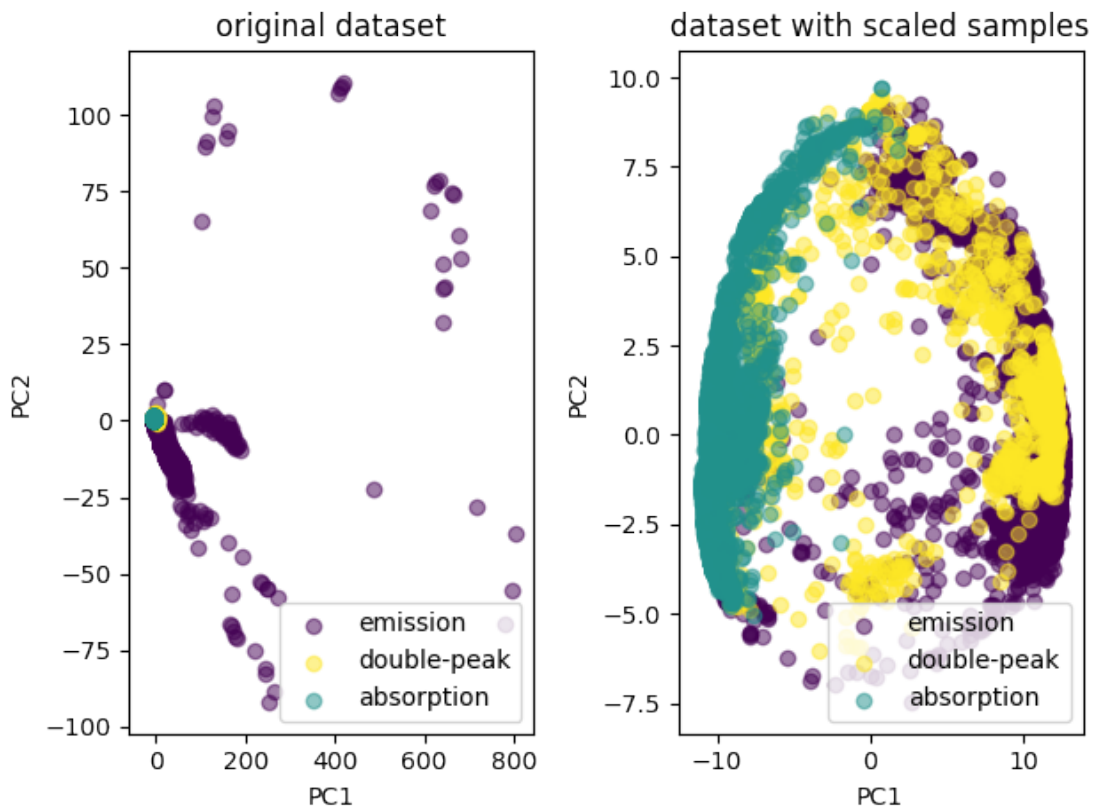 original dataset
dataset with scaled samples
100
75
50
25
0
−25
−50
−75
−100
PC2
0
200
400
600
800
PC1
emission
double-peak
absorption
10.0
7.5
5.0
2.5
0.0
−2.5
−5.0
−7.5
PC2
−10
0
10
PC1
emission
double-peak
absorption